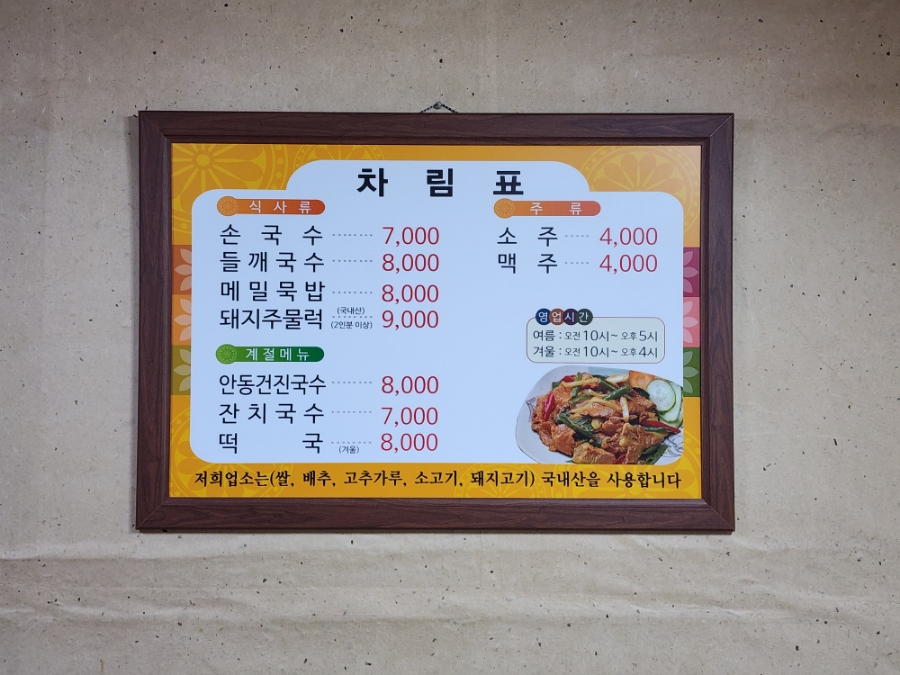 차 림 표
식 사 류
손 국 수 ········ 7,000
들 깨 국 수 ········ 8,000
메 밀 묵 밥 ········ 8,000
돼지주물럭 (국내산) (2인분 이상) 9,000
계 절 메 뉴
안동건진국수 ········ 8,000
잔 치 국 수 ········ 7,000
떡 국 (겨울) 8,000
주 류
소 주 ····· 4,000
맥 주 ····· 4,000
영업시간
여름 : 오전 10시~ 오후 5시
겨울 : 오전 10시~ 오후 4시
저희업소는(쌀, 배추, 고추가루, 소고기, 돼지고기) 국내산을 사용합니다